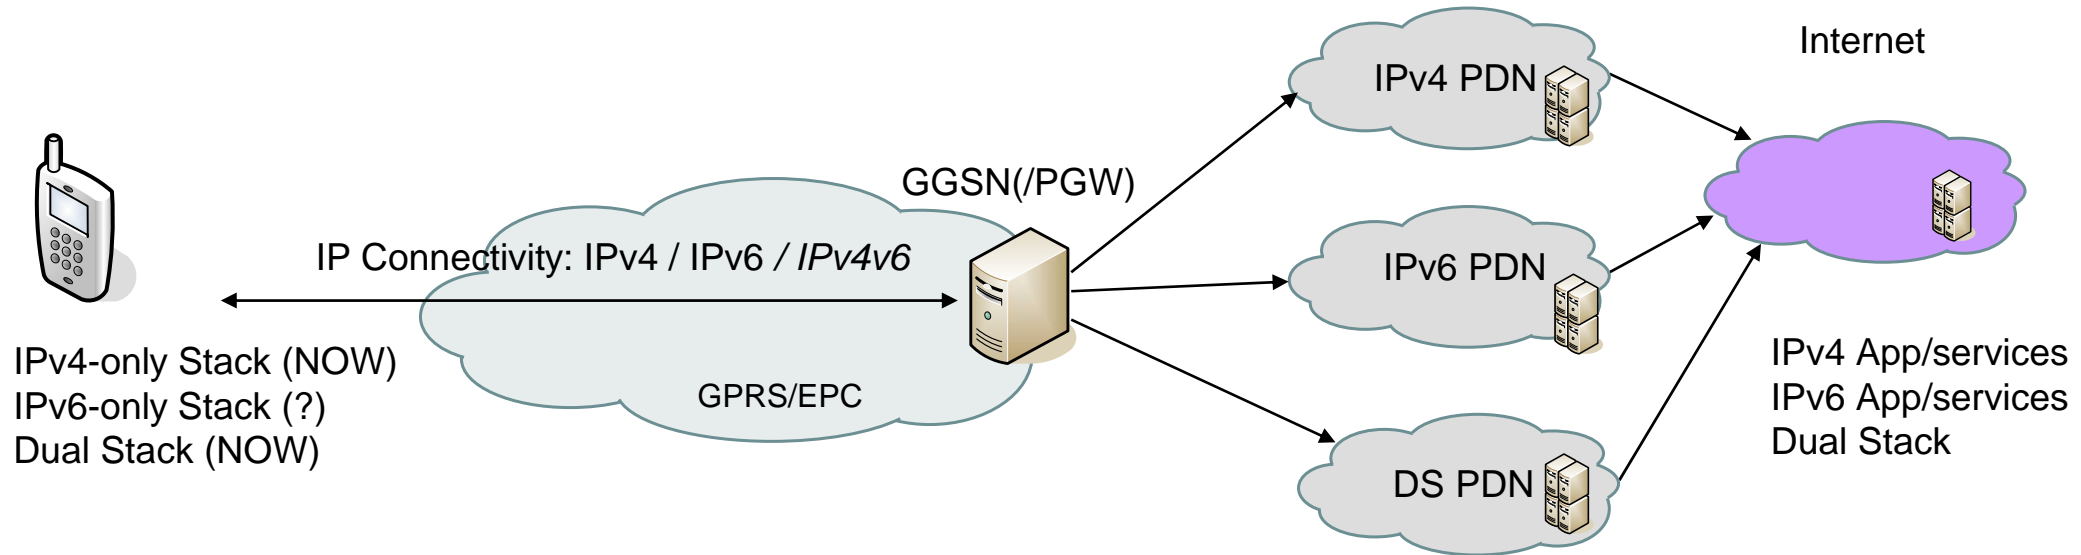 Internet
IPv4 PDN
GGSN(/PGW)
IP Connectivity: IPv4 / IPv6 / IPv4v6
IPv6 PDN
IPv4-only Stack (NOW)
IPv6-only Stack (?)
Dual Stack (NOW)
GPRS/EPC
IPv4 App/services
IPv6 App/services
Dual Stack
DS PDN